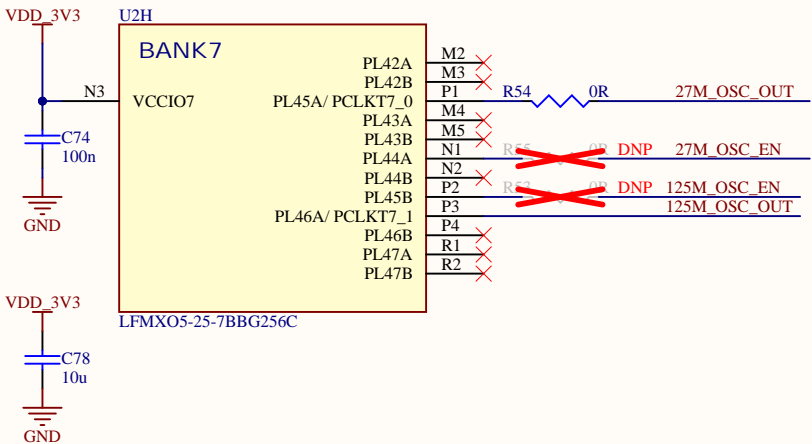 VDD_3V3
U2H
BANK7
N3
VCCIO7
C74
100n
GND
PL42A M2
PL42B M3
PL45A/ PCLKT7_0 P1 R54 0R 27M_OSC_OUT
PL43A M4
PL43B M5
PL44A N1 DNP 27M_OSC_EN
PL44B N2
PL45B P2 DNP 125M_OSC_EN
PL46A/ PCLKT7_1 P3 125M_OSC_OUT
PL46B P4
PL47A R1
PL47B R2
LFMXO5-25-7BBG256C
VDD_3V3
C78
10u
GND